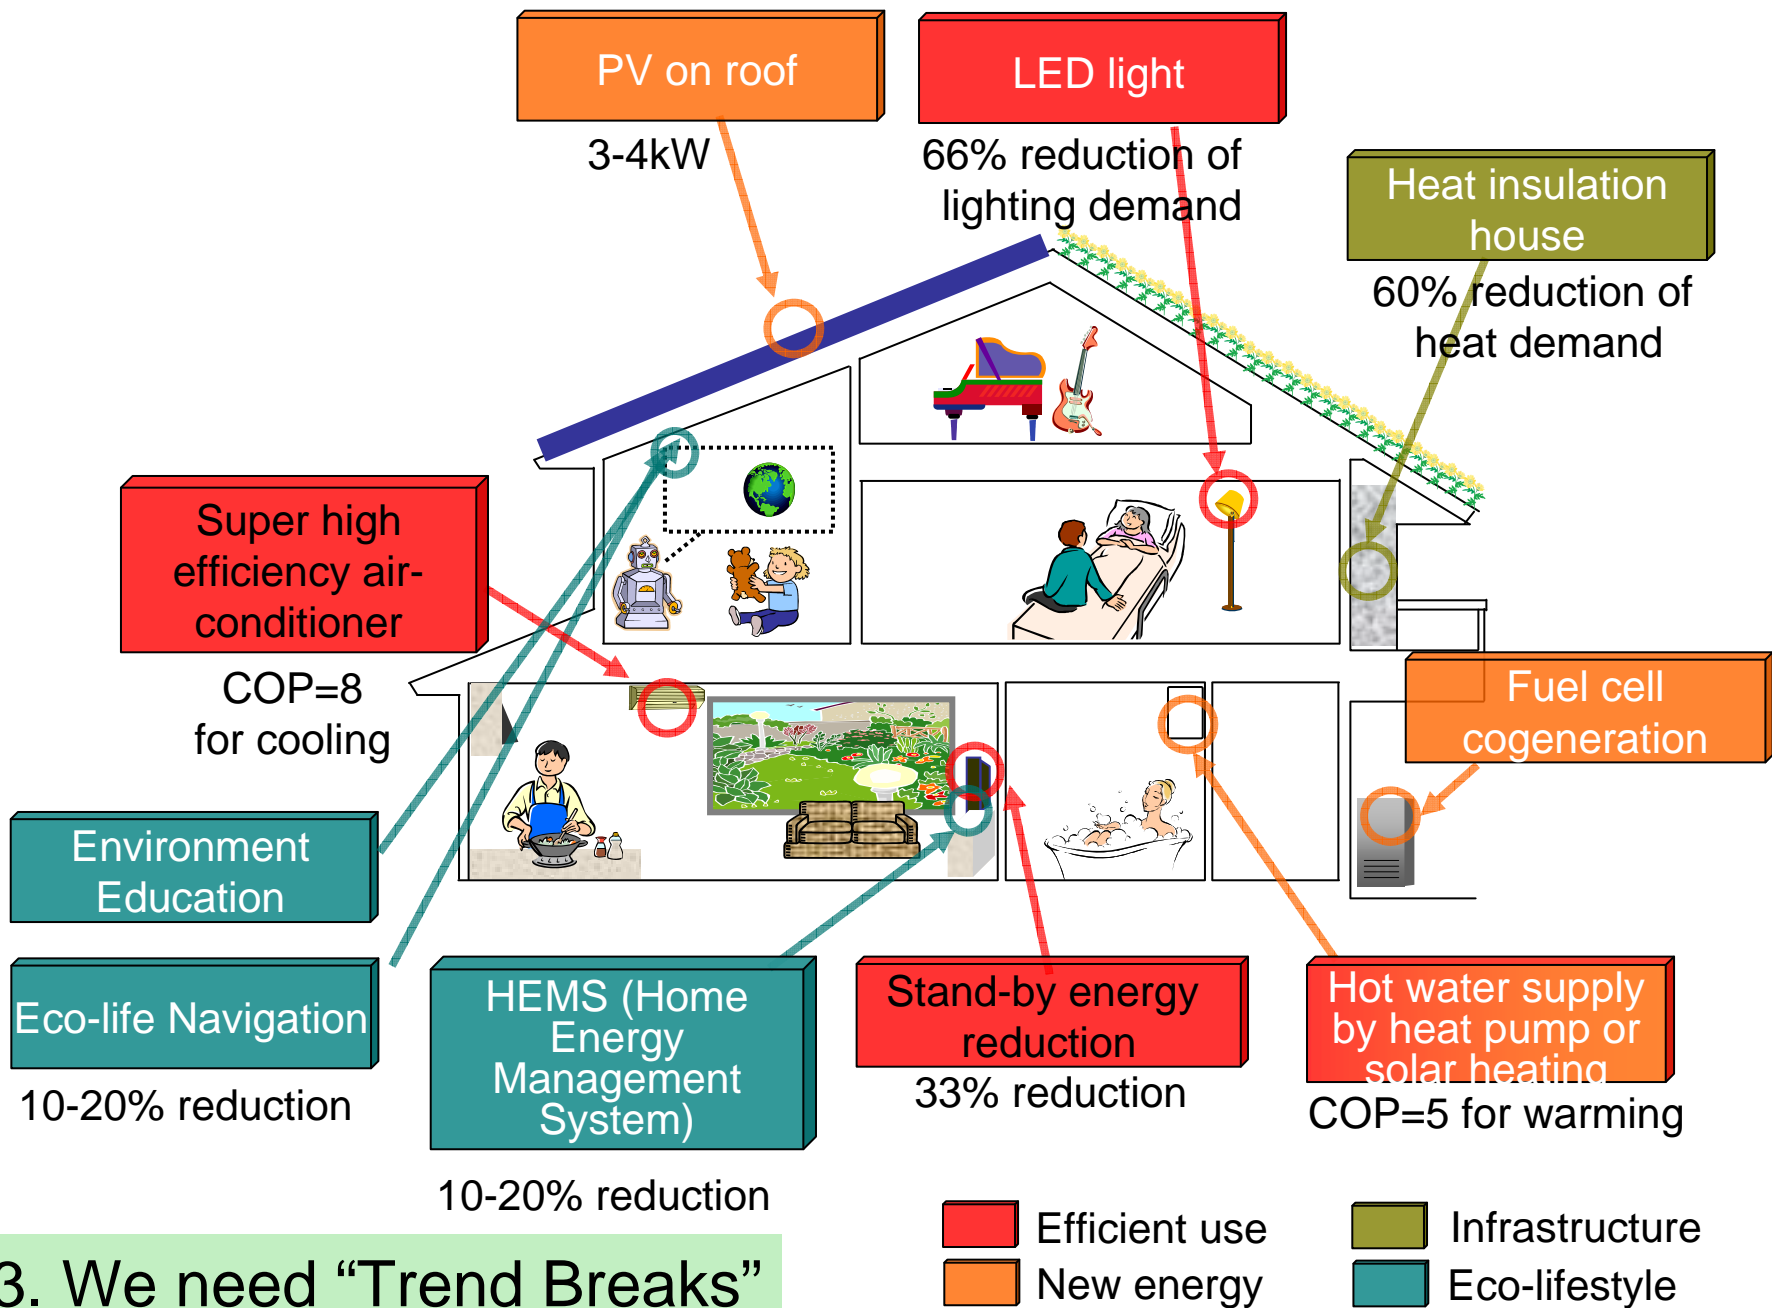 PV on roof
3-4kW
LED light
66% reduction of
lighting demand
Heat insulation
house
60% reduction of
heat demand
Super high
efficiency air-
conditioner
COP=8
for cooling
Fuel cell
cogeneration
Environment
Education
Eco-life Navigation
10-20% reduction
HEMS (Home
Energy
Management
System)
10-20% reduction
Stand-by energy
reduction
33% reduction
Hot water supply
by heat pump or
solar heating
COP=5 for warming
Efficient use
New energy
Infrastructure
Eco-lifestyle
3. We need “Trend Breaks”